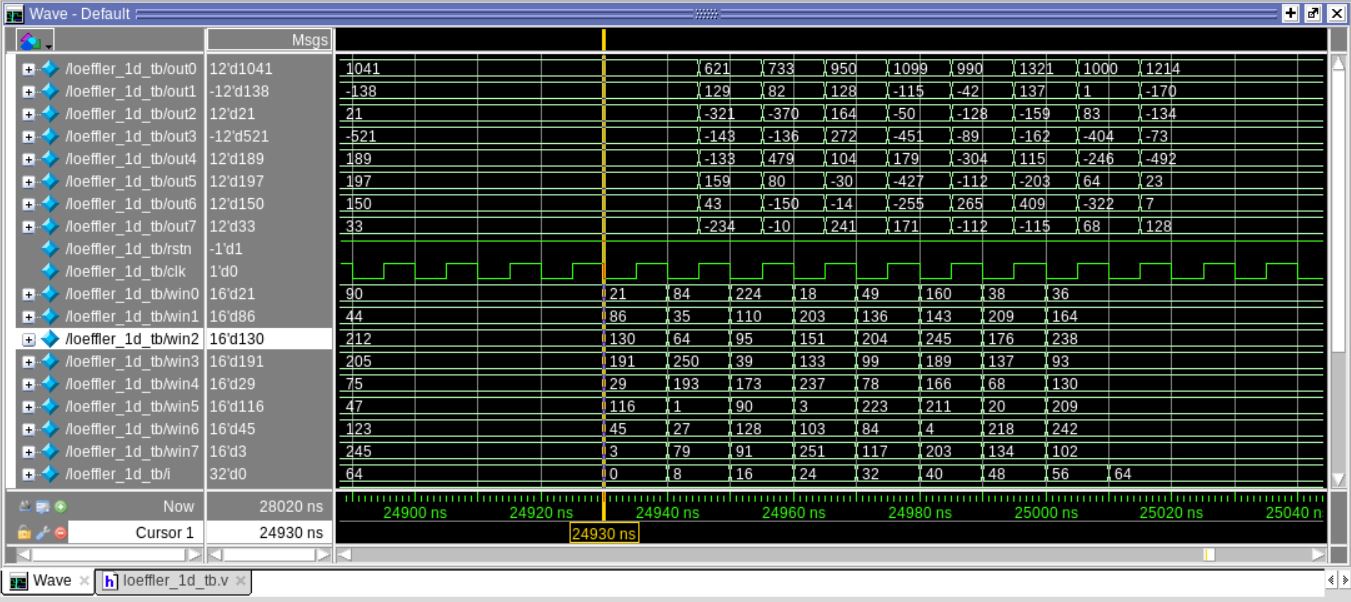 Wave - Default
Msgs
/loeffler_1d_tb/out0 12'd1041 1041 621 733 950 1099 990 1321 1000 1214
/loeffler_1d_tb/out1 -12'd138 -138 129 82 128 -115 -42 137 1 -170
/loeffler_1d_tb/out2 12'd21 21 -321 -370 164 -50 -128 -159 83 -134
/loeffler_1d_tb/out3 -12'd521 -521 -143 -136 272 -451 -89 -162 -404 -73
/loeffler_1d_tb/out4 12'd189 189 -133 479 104 179 -304 115 -246 -492
/loeffler_1d_tb/out5 12'd197 197 159 80 -30 -427 -112 -203 64 23
/loeffler_1d_tb/out6 12'd150 150 43 -150 -14 -255 265 409 -322 7
/loeffler_1d_tb/out7 12'd33 33 -234 -10 241 171 -112 -115 68 128
/loeffler_1d_tb/rstn -1'd1
/loeffler_1d_tb/clk 1'd0
/loeffler_1d_tb/win0 16'd21 90 21 84 224 18 49 160 38 36
/loeffler_1d_tb/win1 16'd86 44 86 35 110 203 136 143 209 164
/loeffler_1d_tb/win2 16'd130 212 130 64 95 151 204 245 176 238
/loeffler_1d_tb/win3 16'd191 205 191 250 39 133 99 189 137 93
/loeffler_1d_tb/win4 16'd29 75 29 193 173 237 78 166 68 130
/loeffler_1d_tb/win5 16'd116 47 116 1 90 3 223 211 20 209
/loeffler_1d_tb/win6 16'd45 123 45 27 128 103 84 4 218 242
/loeffler_1d_tb/win7 16'd3 245 3 79 91 251 117 203 134 102
/loeffler_1d_tb/i 32'd0 64 0 8 16 24 32 40 48 56 64
Now 28020 ns 24900 ns 24920 ns 24940 ns 24960 ns 24980 ns 25000 ns 25020 ns 25040 n
Cursor 1 24930 ns 24930 ns
Wave h loeffler_1d_tb.v